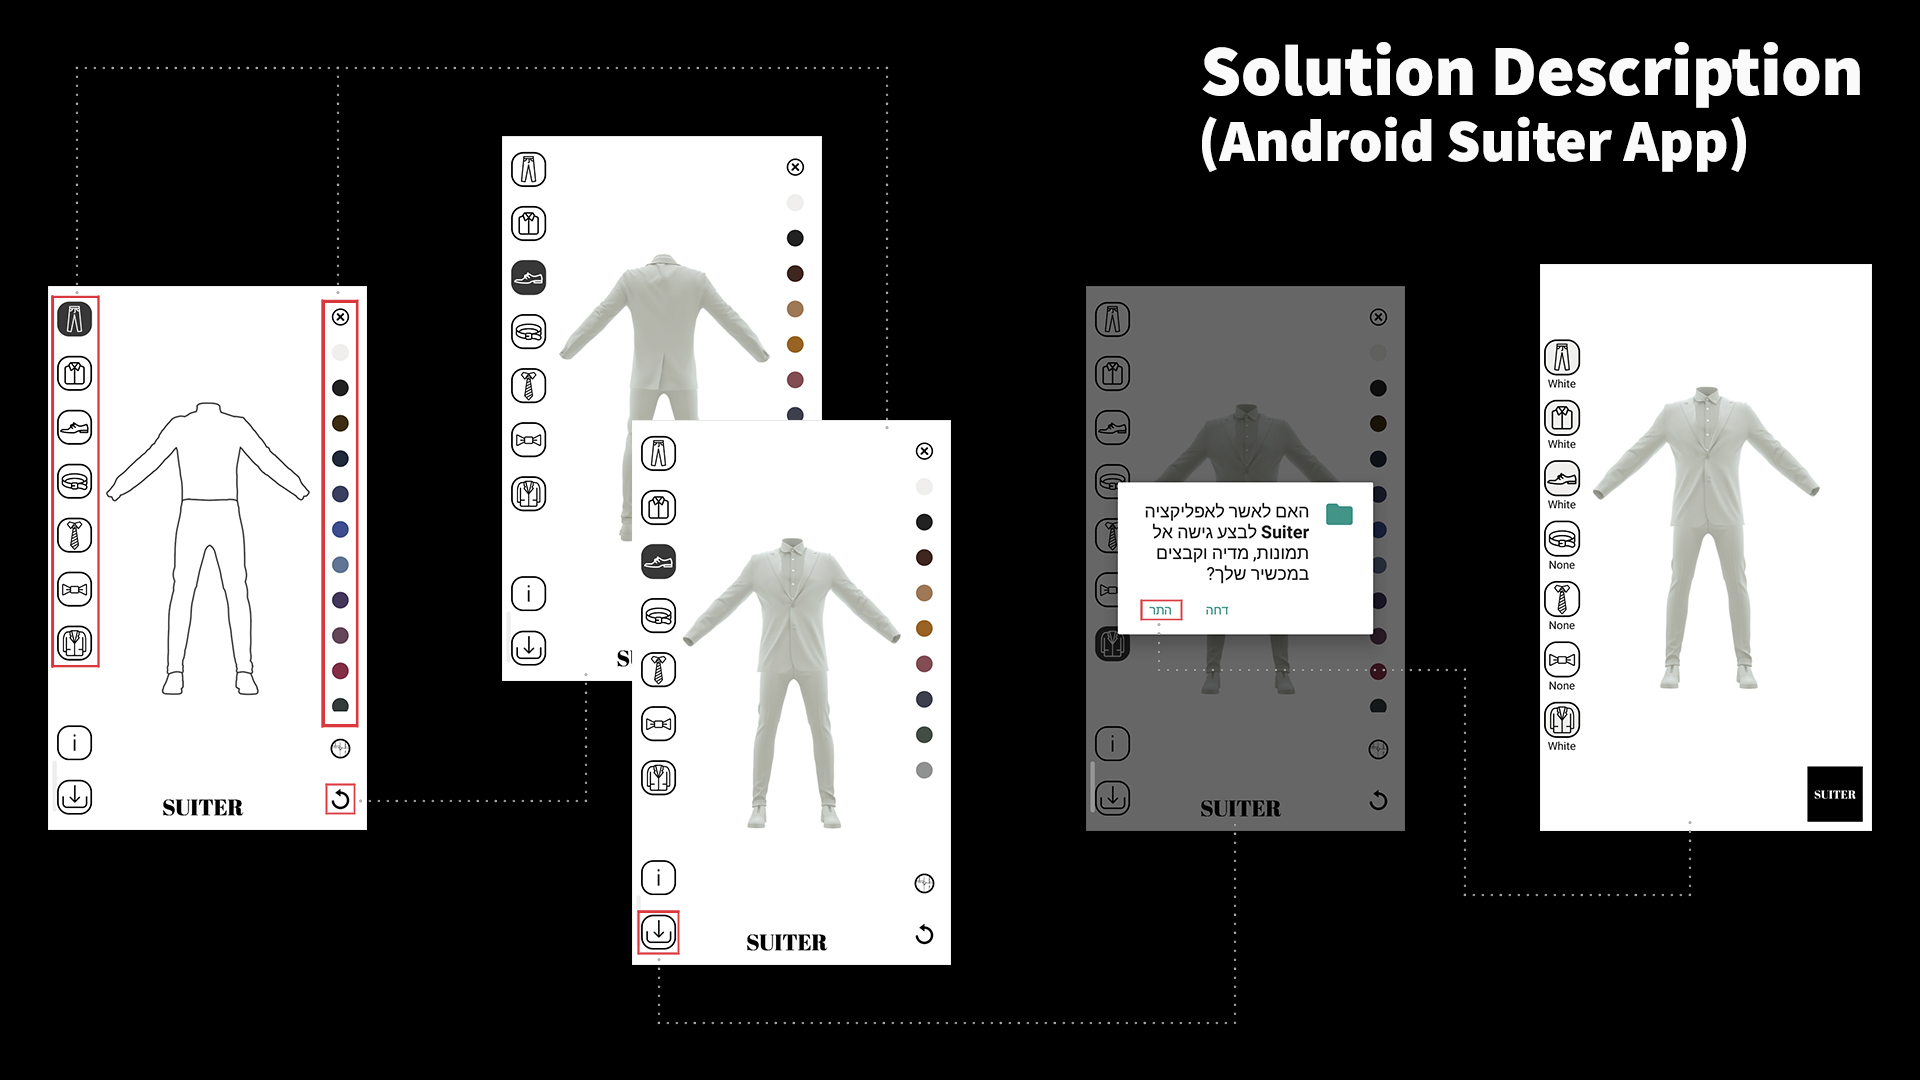 Solution Description
(Android Suiter App)
SUITER
SU
SUITER
האם לאשר לאפליקציה
Suiter לבצע גישה אל
תמונות, מדיה וקבצים
במכשיר שלך?
דחה
התר
SUITER
White
White
White
None
None
None
White
SUITER